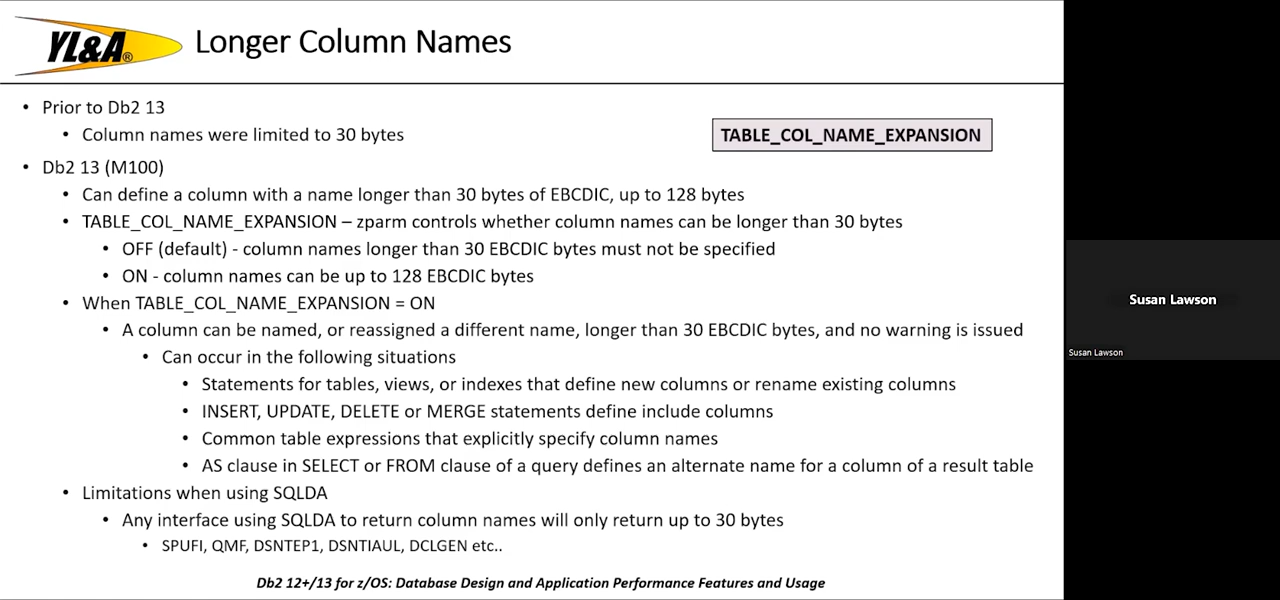 YL&A®
Longer Column Names
• Prior to Db2 13
• Column names were limited to 30 bytes
TABLE_COL_NAME_EXPANSION
• Db2 13 (M100)
• Can define a column with a name longer than 30 bytes of EBCDIC, up to 128 bytes
• TABLE_COL_NAME_EXPANSION – zparm controls whether column names can be longer than 30 bytes
• OFF (default) - column names longer than 30 EBCDIC bytes must not be specified
• ON - column names can be up to 128 EBCDIC bytes
• When TABLE_COL_NAME_EXPANSION = ON
• A column can be named, or reassigned a different name, longer than 30 EBCDIC bytes, and no warning is issued
• Can occur in the following situations
• Statements for tables, views, or indexes that define new columns or rename existing columns
• INSERT, UPDATE, DELETE or MERGE statements define include columns
• Common table expressions that explicitly specify column names
• AS clause in SELECT or FROM clause of a query defines an alternate name for a column of a result table
• Limitations when using SQLDA
• Any interface using SQLDA to return column names will only return up to 30 bytes
• SPUFI, QMF, DSNTEP1, DSNTIAUL, DCLGEN etc..
Db2 12+/13 for z/OS: Database Design and Application Performance Features and Usage
Susan Lawson
Susan Lawson